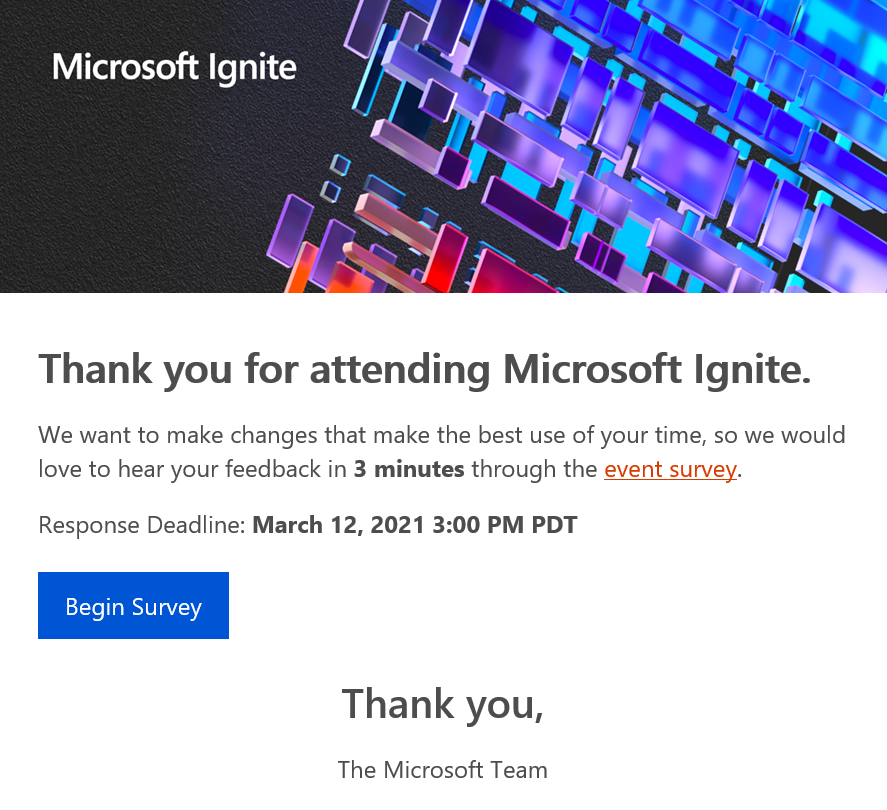 Microsoft Ignite
Thank you for attending Microsoft Ignite.
We want to make changes that make the best use of your time, so we would
love to hear your feedback in 3 minutes through the event survey.
Response Deadline: March 12, 2021 3:00 PM PDT
Begin Survey
Thank you,
The Microsoft Team